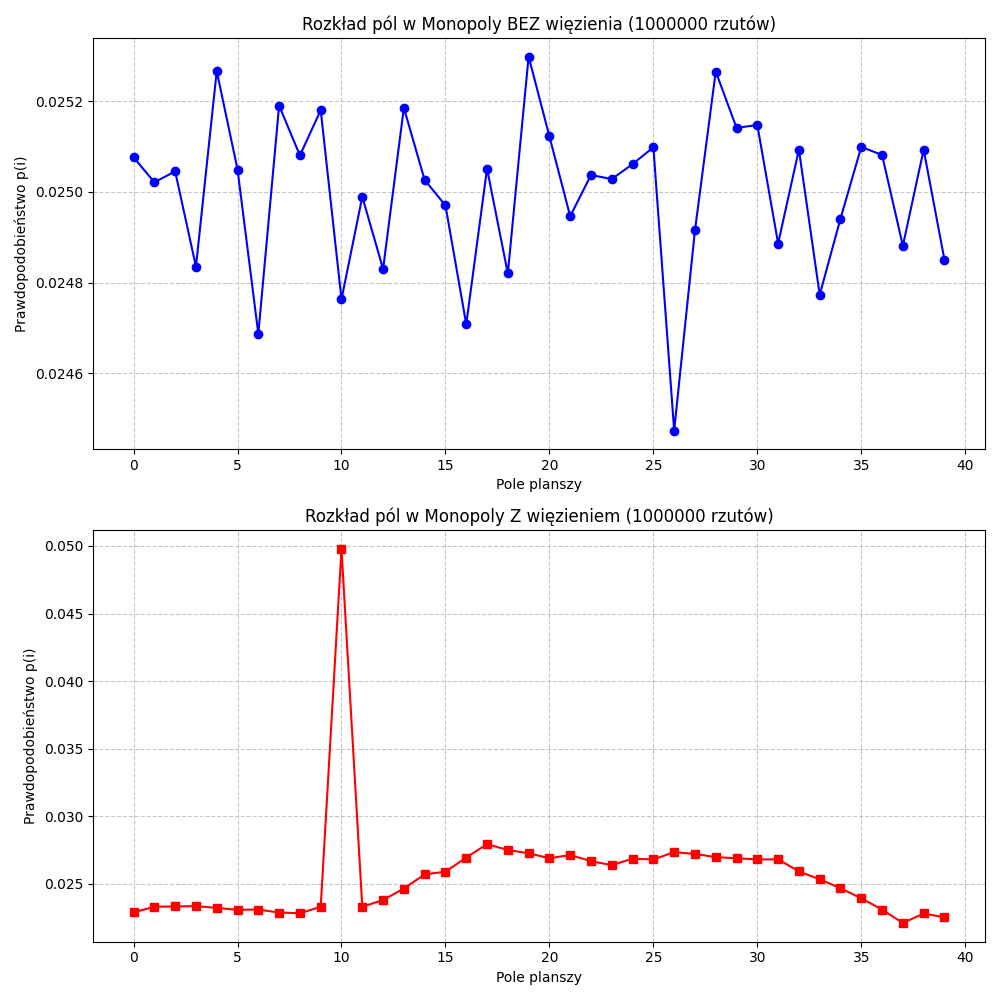 Rozkład pól w Monopoly BEZ więzienia (1000000 rzutów)
Prawdopodobieństwo p(i)
0.0252
0.0250
0.0248
0.0246
0 5 10 15 20 25 30 35 40
Pole planszy
Rozkład pól w Monopoly Z więzieniem (1000000 rzutów)
Prawdopodobieństwo p(i)
0.050
0.045
0.040
0.035
0.030
0.025
0 5 10 15 20 25 30 35 40
Pole planszy